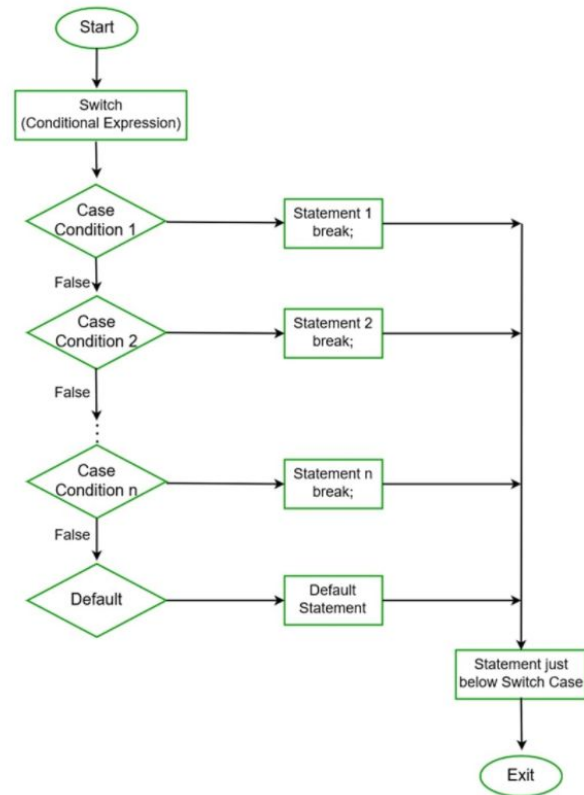 Start
Switch
(Conditional Expression)
Case
Condition 1
Statement 1
break;
False
Case
Condition 2
Statement 2
break;
False
Case
Condition n
Statement n
break;
False
Default
Default
Statement
Statement just
below Switch Case
Exit